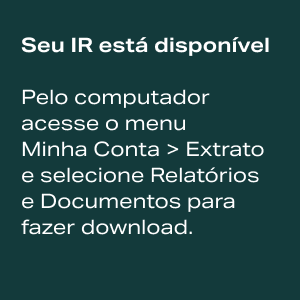 Seu IR está disponível
Pelo computador
acesse o menu
Minha Conta > Extrato
e selecione Relatórios
e Documentos para
fazer download.